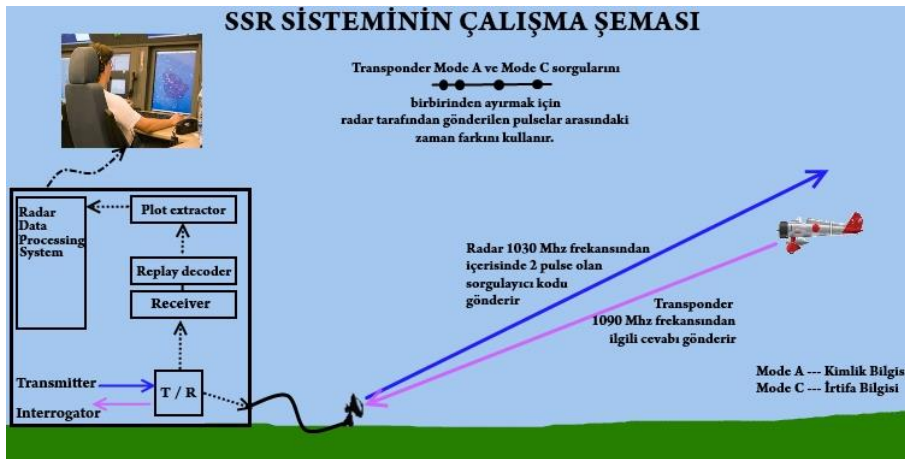 SSR SİSTEMİNİN ÇALIŞMA ŞEMASI
Transponder Mode A ve Mode C sorgularını
birbirinden ayırmak için
radar tarafından gönderilen pulselar arasındaki
zaman farkını kullanır.
Radar
Data
Processing
System
Plot extractor
Replay decoder
Receiver
T / R
Transmitter
Interrogator
Radar 1030 Mhz frekansından
içerisinde 2 pulse olan
sorgulayıcı kodu
gönderir
Transponder
1090 Mhz frekansından
ilgili cevabı gönderir
Mode A --- Kimlik Bilgis
Mode C --- İrtifa Bilgisi